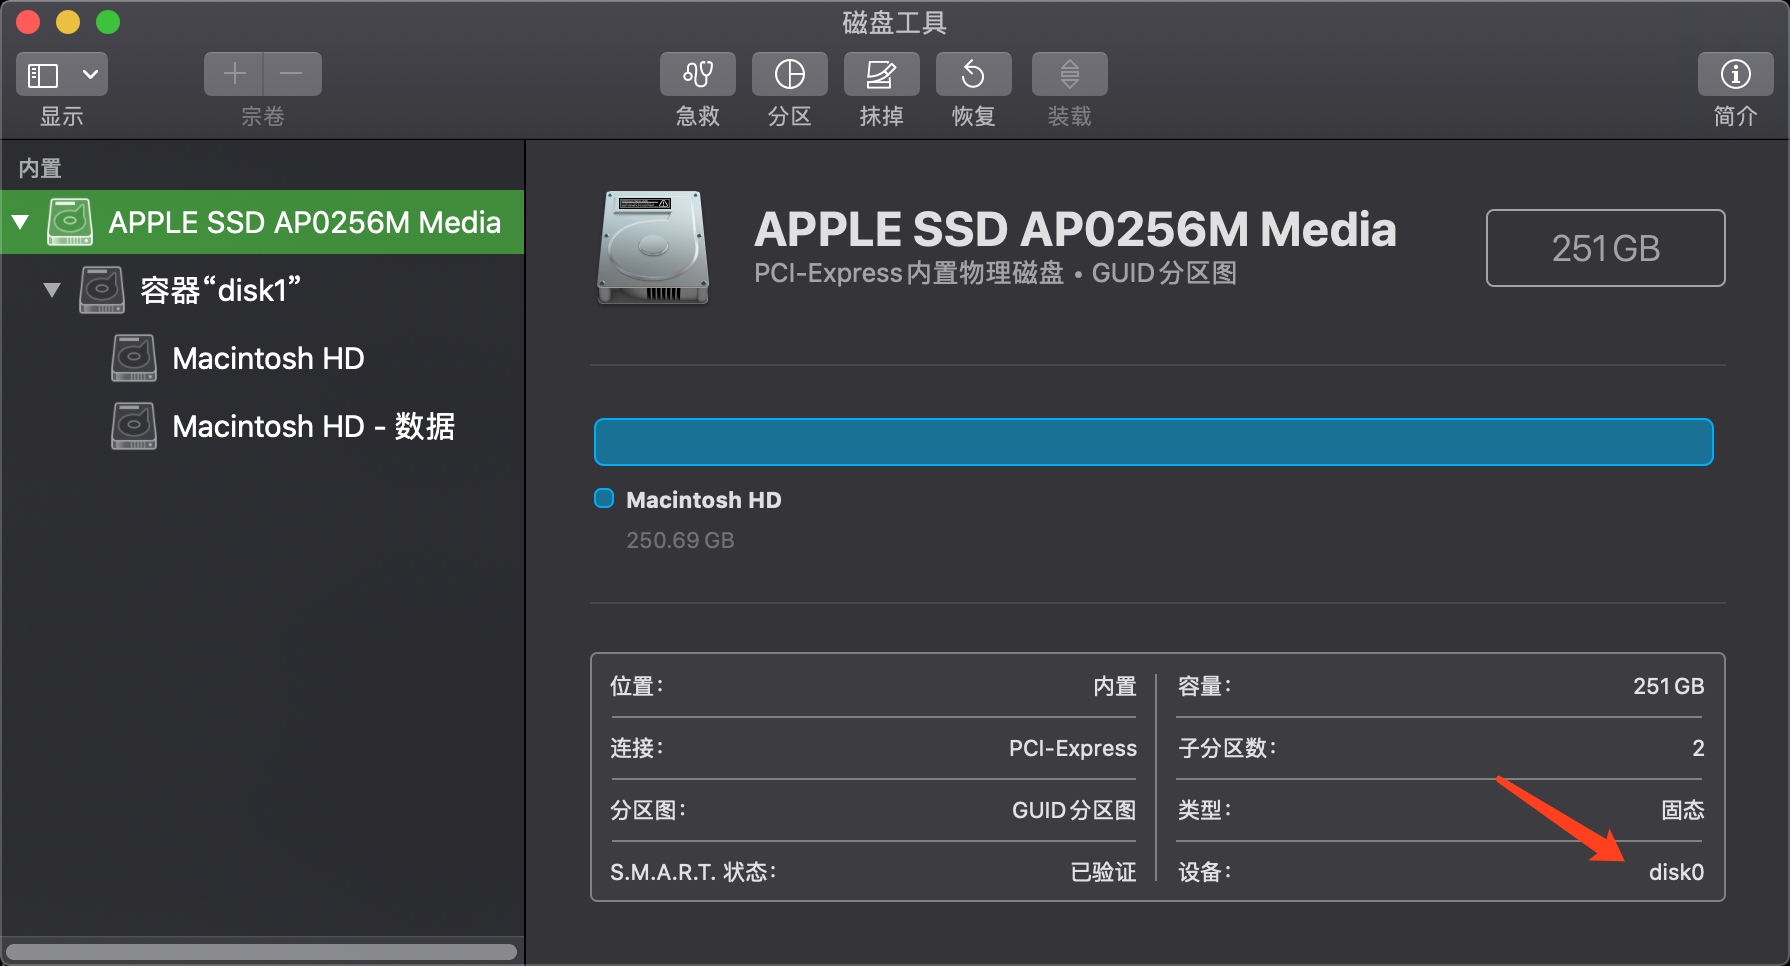 磁盘工具
显示
宗卷
急救
分区
抹掉
恢复
装载
简介
内置
APPLE SSD AP0256M Media
容器“disk1”
Macintosh HD
Macintosh HD - 数据
APPLE SSD AP0256M Media
PCI-Express内置物理磁盘 • GUID分区图
251 GB
Macintosh HD
250.69 GB
位置： 内置
容量： 251 GB
连接： PCI-Express
子分区数： 2
分区图： GUID分区图
类型： 固态
S.M.A.R.T. 状态： 已验证
设备： disk0